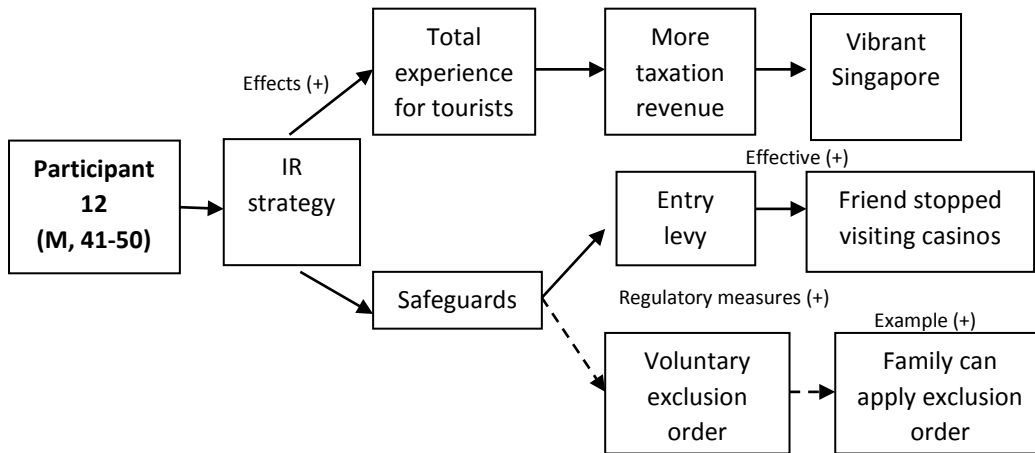 Participant
12
(M, 41-50)
IR
strategy
Effects (+)
Total
experience
for tourists
More
taxation
revenue
Vibrant
Singapore
Safeguards
Entry
levy
Effective (+)
Friend stopped
visiting casinos
Regulatory measures (+)
Voluntary
exclusion
order
Example (+)
Family can
apply exclusion
order